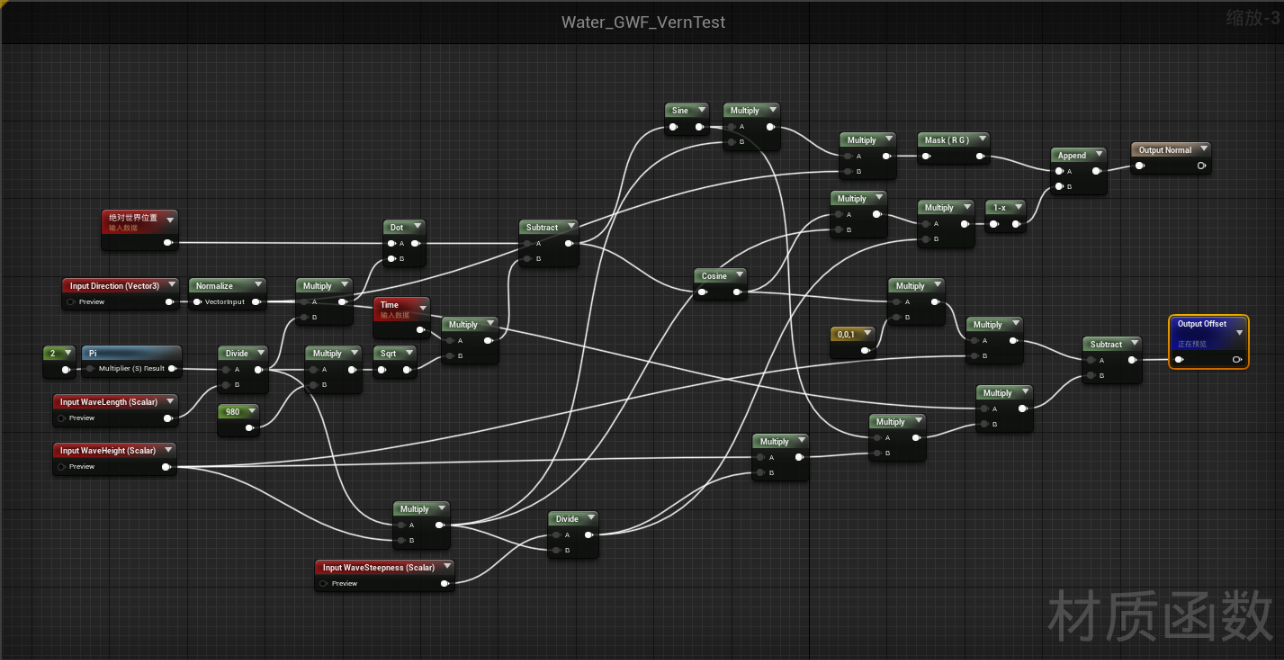 Water_GWF_VernTest
缩放-3
Sine
Multiply
A
B
Multiply
A
B
Mask ( R G )
Append
A
B
Output Normal
绝对世界位置
输入数据
Dot
A
B
Subtract
A
B
Multiply
A
B
Multiply
A
B
1-x
Input Direction (Vector3)
Preview
Normalize
VectorInput
Multiply
A
B
Time
输入数据
Multiply
A
B
Cosine
Multiply
A
B
0,0,1
Multiply
A
B
Subtract
A
B
Output Offset
正在预览
2
Pi
Multiplier (S) Result
Divide
A
B
Multiply
A
B
Sqrt
Input WaveLength (Scalar)
Preview
980
Input WaveHeight (Scalar)
Preview
Multiply
A
B
Multiply
A
B
Multiply
A
B
Multiply
A
B
Divide
A
B
Input WaveSteepness (Scalar)
Preview
材质函数